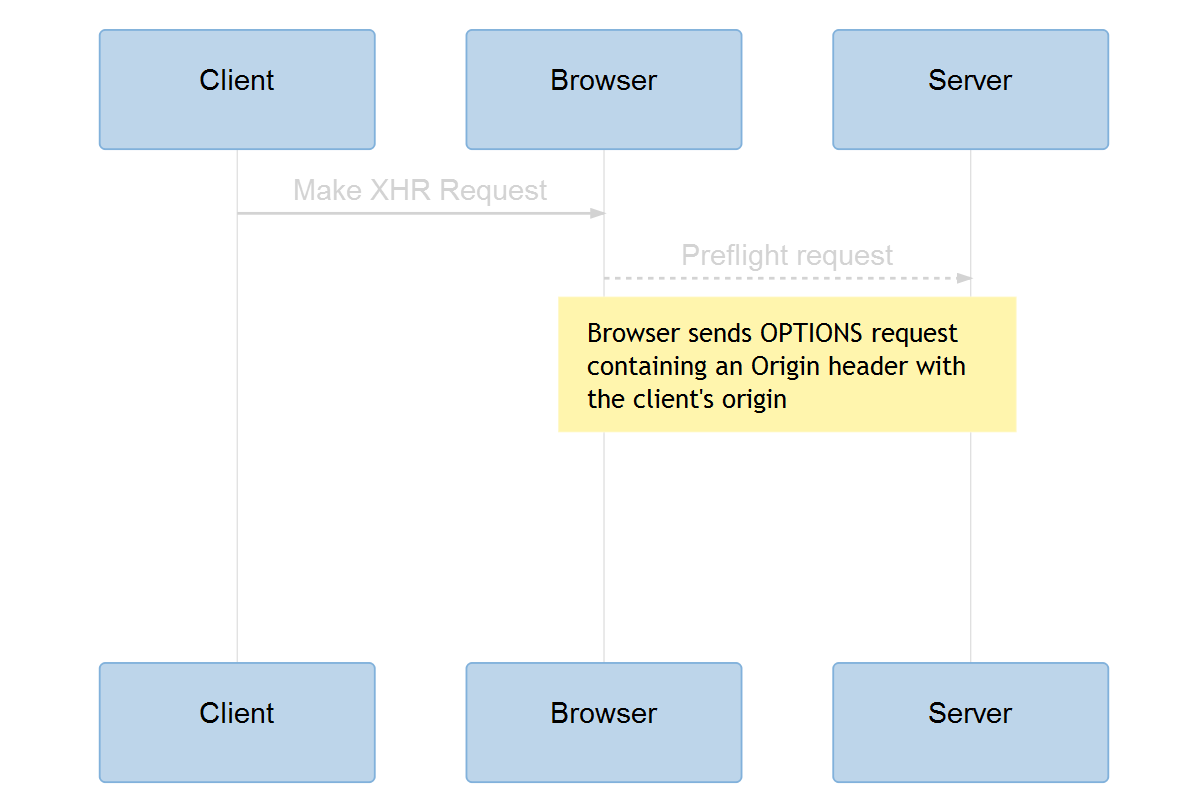 Client
Browser
Server
Make XHR Request
Preflight request
Browser sends OPTIONS request
containing an Origin header with
the client's origin
Client
Browser
Server